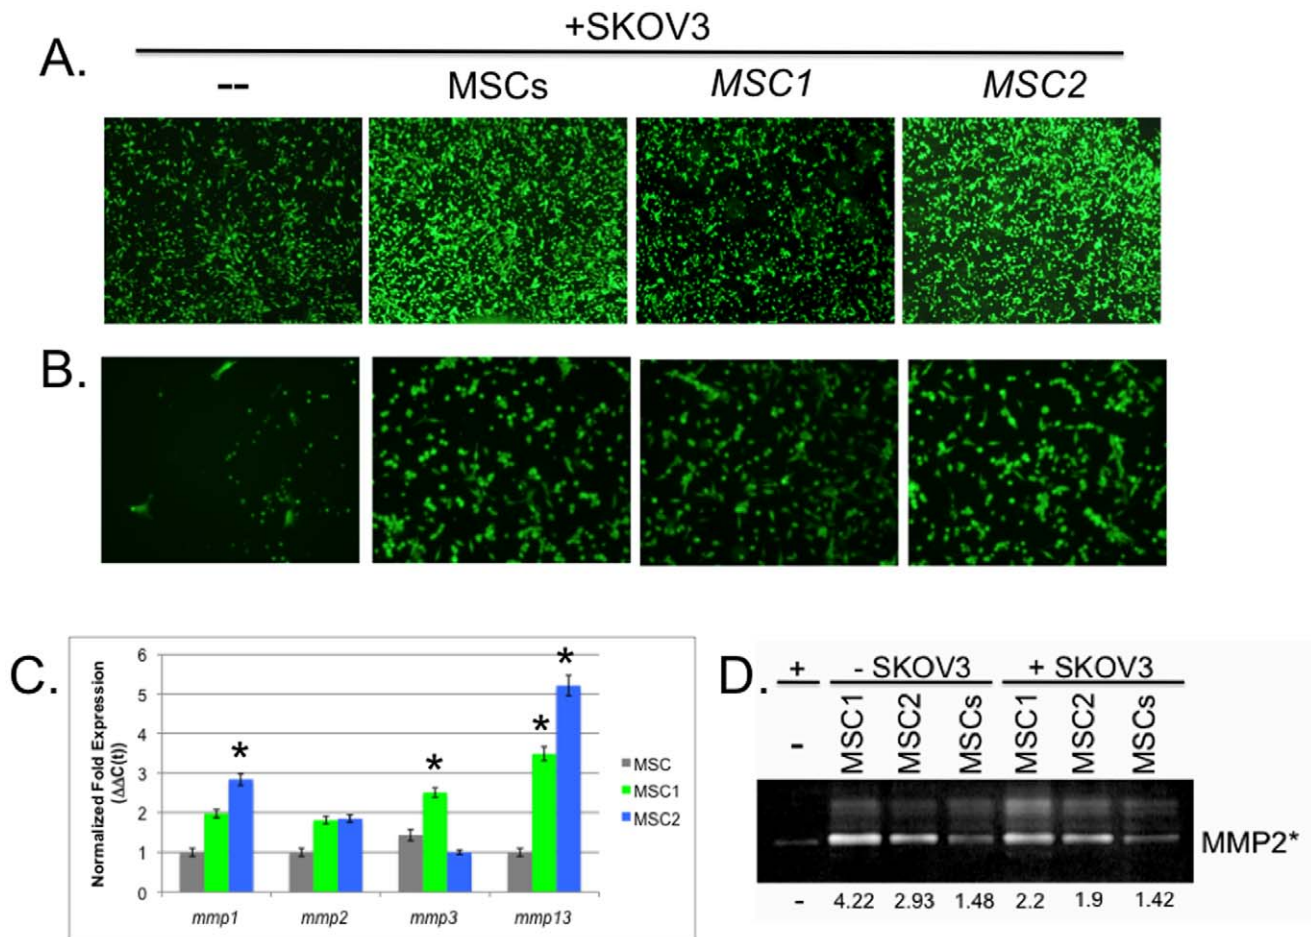 +SKOV3
A.
-- MSCs MSC1 MSC2
B.
C.
Normalized Fold Expression
(ΔΔC(t))
6
5
4
3
2
1
0
* * * *
mmp1 mmp2 mmp3 mmp13
MSC
MSC1
MSC2
D.
+ - SKOV3 + SKOV3
- MSC1 MSC2 MSCs MSC1 MSC2 MSCs
MMP2*
- 4.22 2.93 1.48 2.2 1.9 1.42